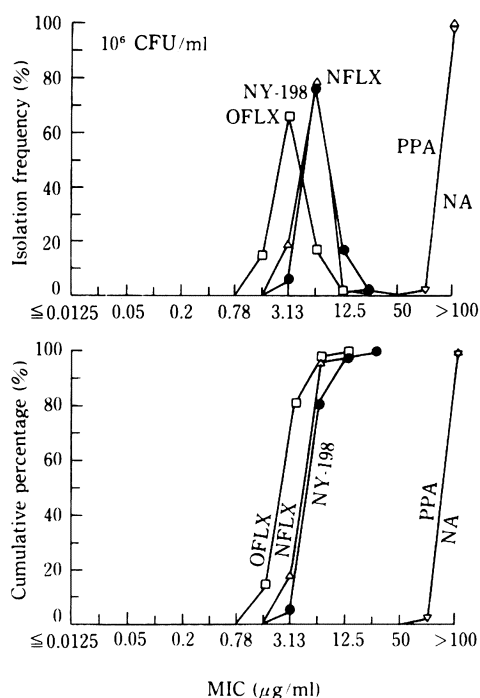 100
10⁶ CFU/ml
NFLX
80
NY-198
OFLX
60
PPA
40
NA
20
0
Isolation frequency (%)
≦0.0125 0.05 0.2 0.78 3.13 12.5 50 >100
100
80
60
40
20
0
Cumulative percentage (%)
OFLX
NFLX
NY-198
PPA
NA
≦0.0125 0.05 0.2 0.78 3.13 12.5 50 >100
MIC (μg/ml)